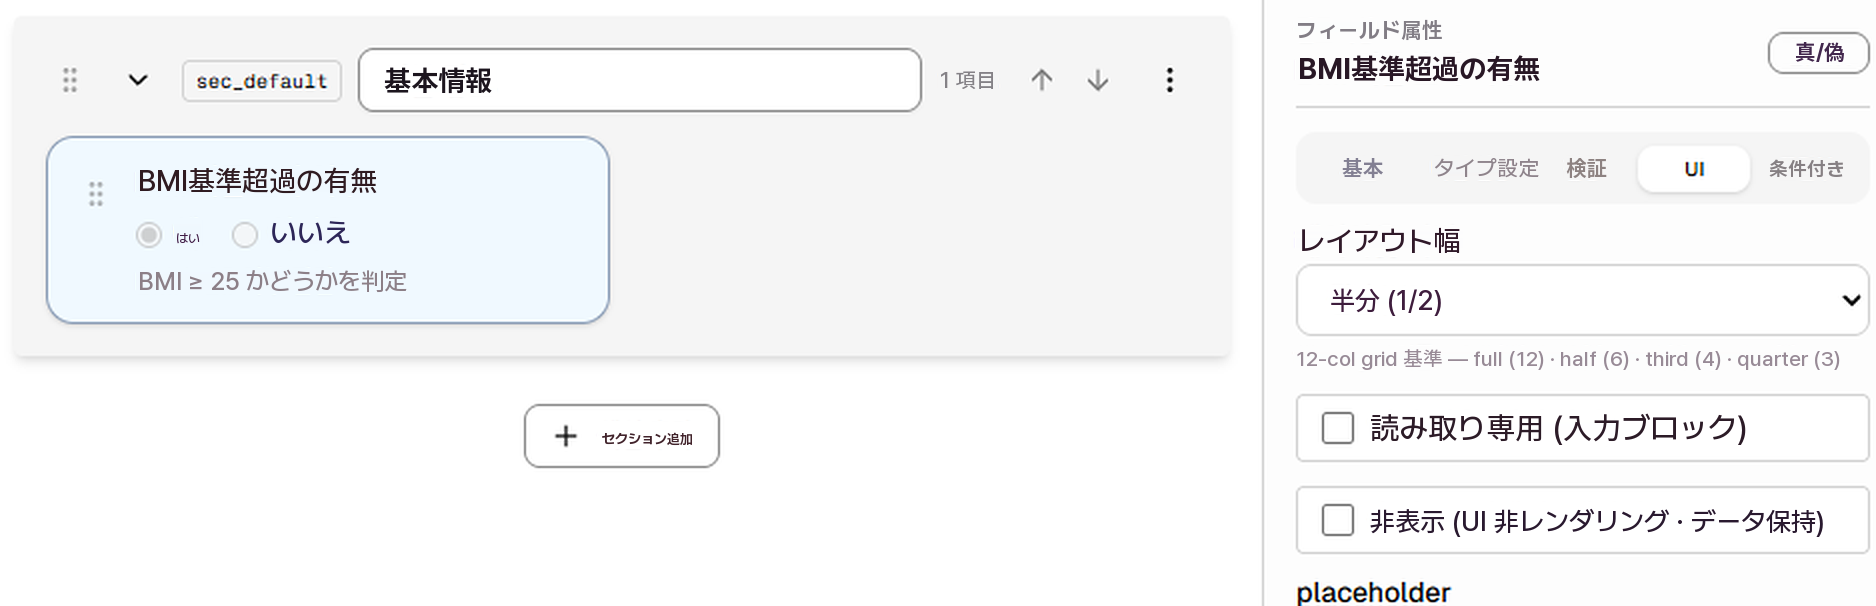 sec_default 基本情報 1 項目
BMI基準超過の有無
はい いいえ
BMI ≥ 25 かどうかを判定
セクション追加
フィールド属性
BMI基準超過の有無 真/偽
基本 タイプ設定 検証 UI 条件付き
レイアウト幅
半分 (1/2)
12-col grid 基準 — full (12) · half (6) · third (4) · quarter (3)
読み取り専用 (入力ブロック)
非表示 (UI 非レンダリング · データ保持)
placeholder